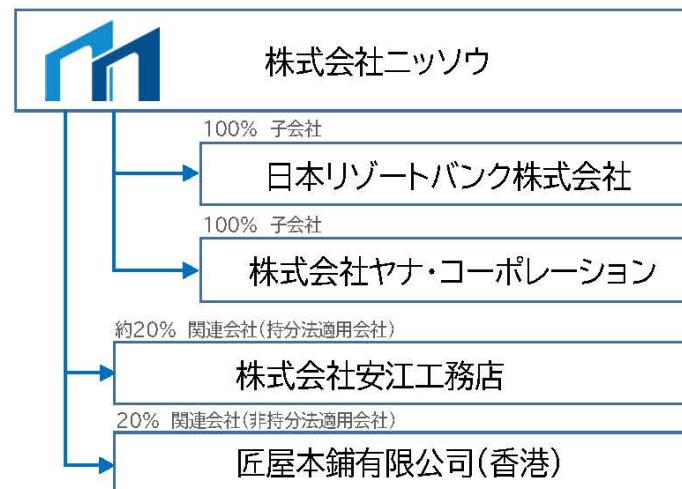 株式会社ニッソウ
100% 子会社
日本リゾートバンク株式会社
100% 子会社
株式会社ヤナ・コーポレーション
約20% 関連会社(持分法適用会社)
株式会社安江工務店
20% 関連会社(非持分法適用会社)
匠屋本鋪有限公司(香港)